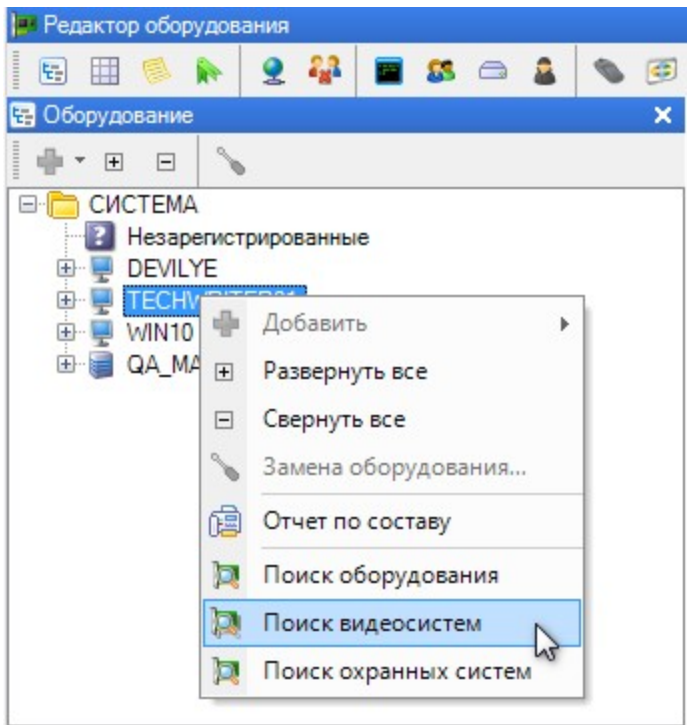 Редактор оборудования
Оборудование
СИСТЕМА
Незарегистрированные
DEVILYE
WIN10
Добавить
Развернуть все
Свернуть все
Замена оборудования...
Отчет по составу
Поиск оборудования
Поиск видеосистем
Поиск охранных систем